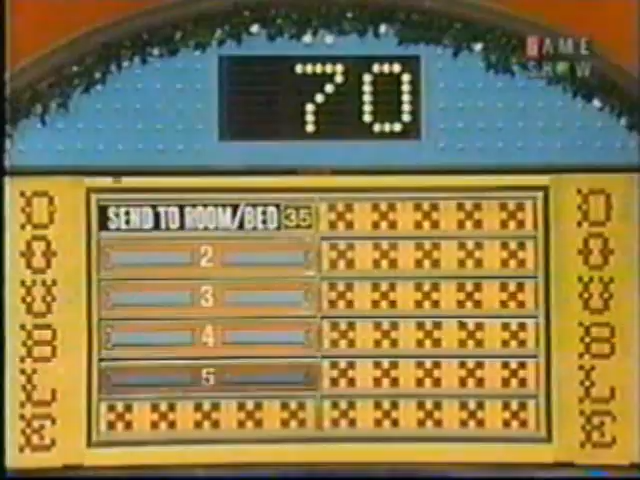 GAME
SHOW
70
SEND TO ROOM/BED 35
2
3
4
5
DOUBLE
DOUBLE